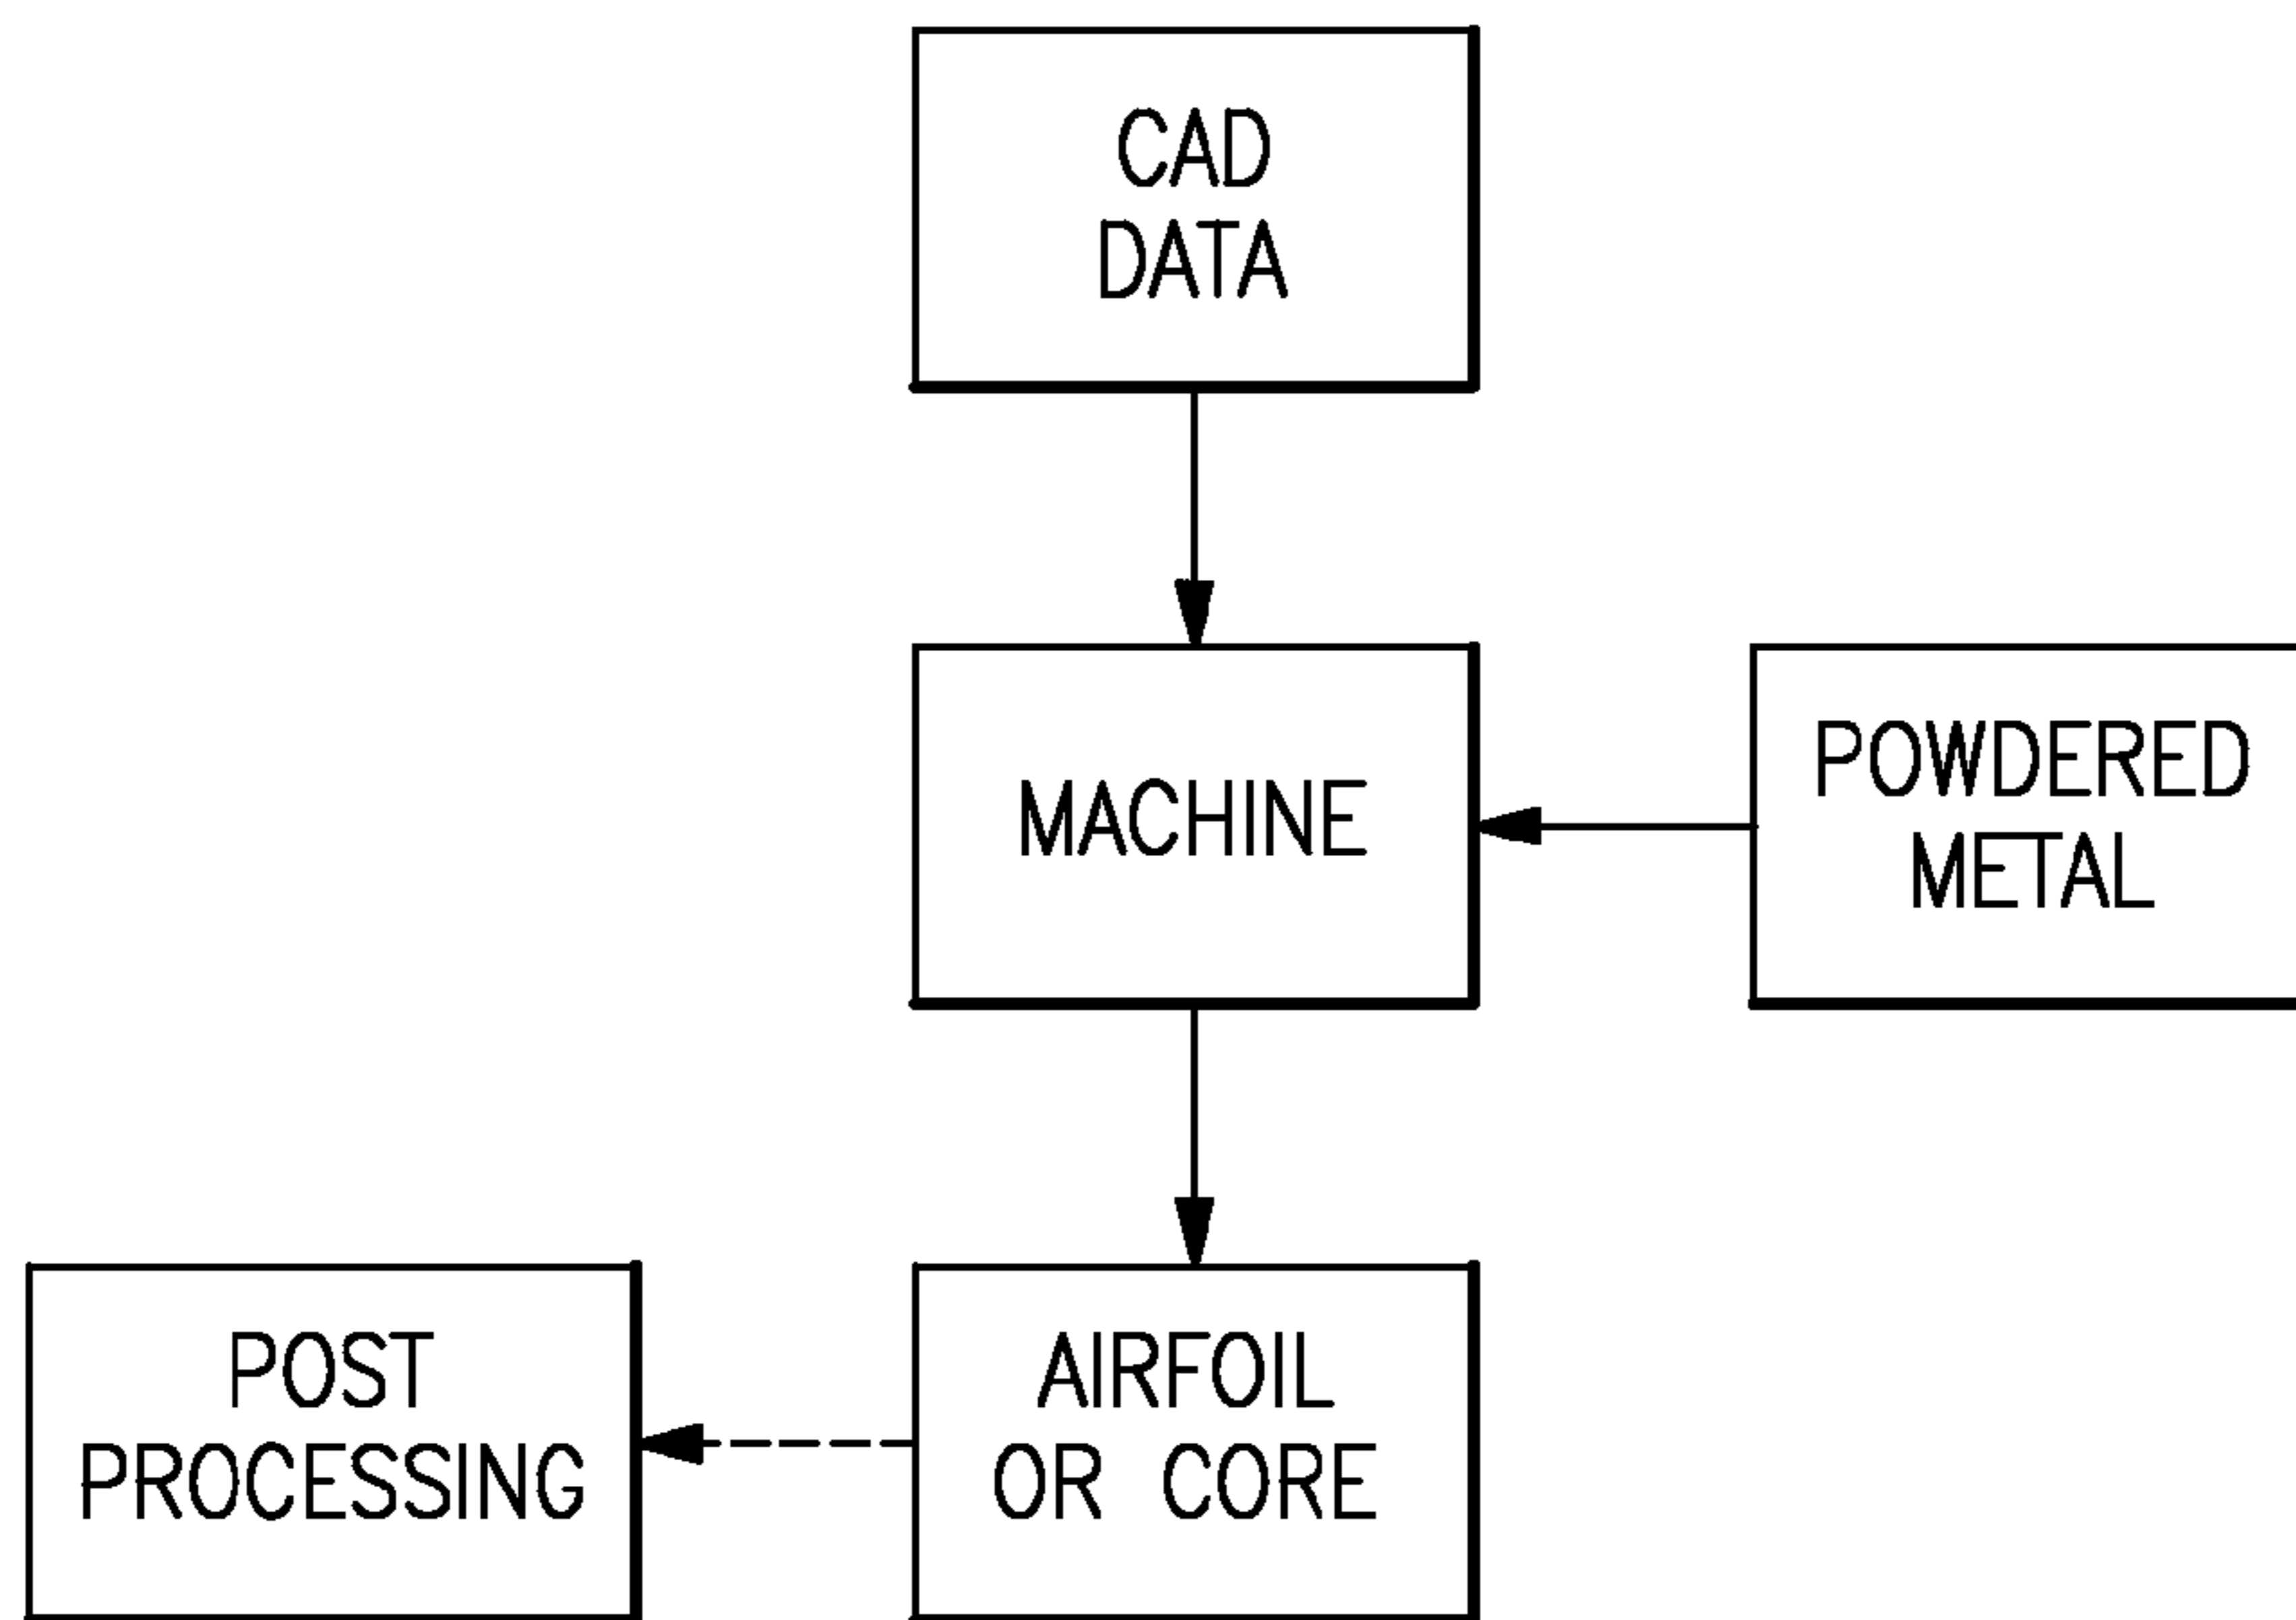 CAD
DATA
MACHINE
POWDERED
METAL
POST
PROCESSING
AIRFOIL
OR CORE